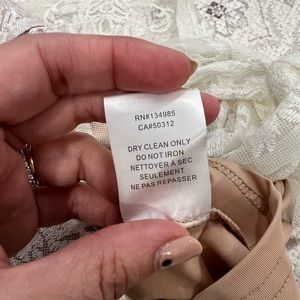 RN#134985
CA#50312
DRY CLEAN ONLY
DO NOT IRON
NETTOYER À SEC
SEULEMENT
NE PAS REPASSER